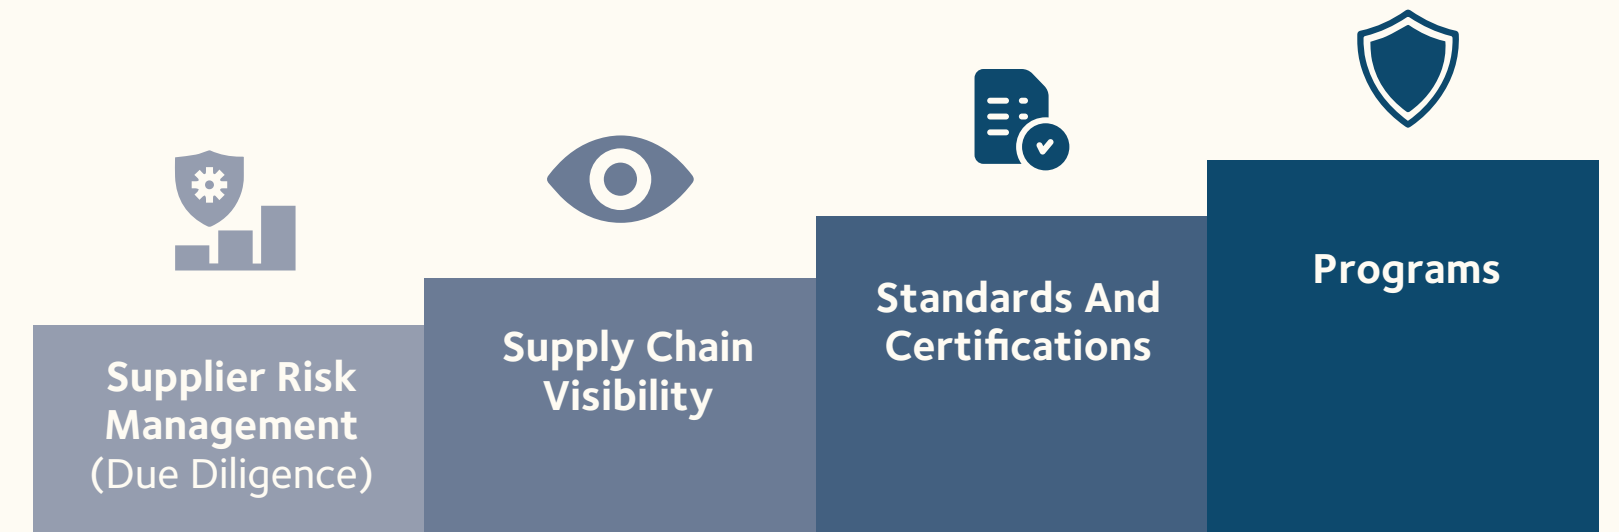 Supplier Risk
Management
(Due Diligence)
Supply Chain
Visibility
Standards And
Certifications
Programs